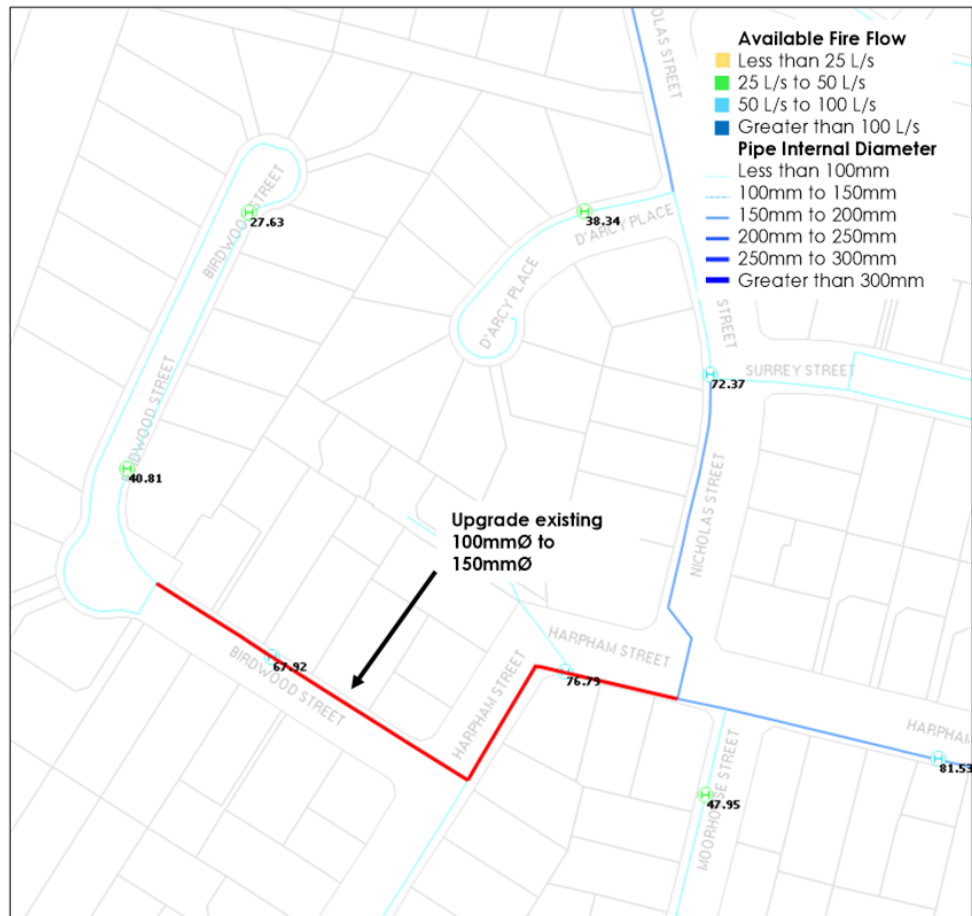 OLAS STREET
Available Fire Flow
Less than 25 L/s
25 L/s to 50 L/s
50 L/s to 100 L/s
Greater than 100 L/s
Pipe Internal Diameter
Less than 100mm
100mm to 150mm
150mm to 200mm
200mm to 250mm
250mm to 300mm
Greater than 300mm
BIRDWOOD STREET
H
27.63
H
38.34
D'ARCY PLACE
D'ARCY PLACE
STREET
H
72.37
SURREY STREET
RDWOOD STREET
H
40.81
NICHOLAS STREET
Upgrade existing
100mmØ to
150mmØ
HARPHAM STREET
67.92
BIRDWOOD STREET
HARPHAM STREET
H
76.79
HARPHAM
H
81.53
MOORHOUSE STREET
H
47.95